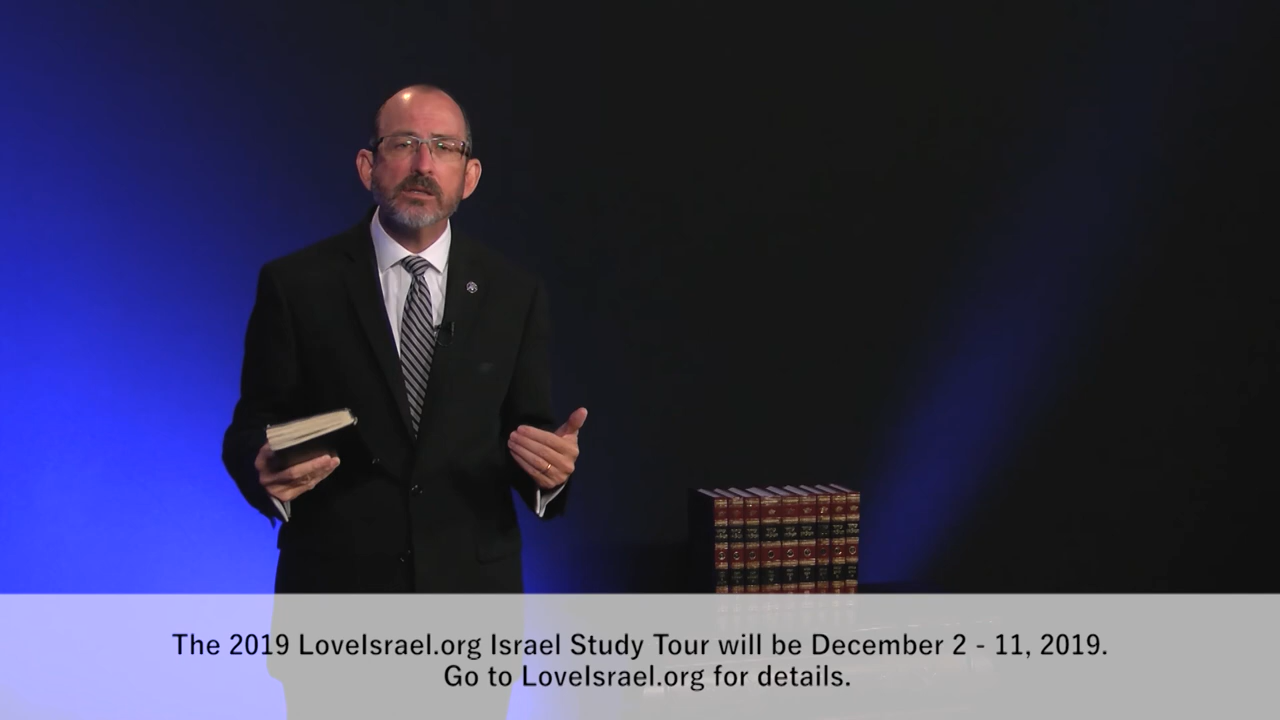 The 2019 LoveIsrael.org Israel Study Tour will be December 2 - 11, 2019.
Go to LoveIsrael.org for details.